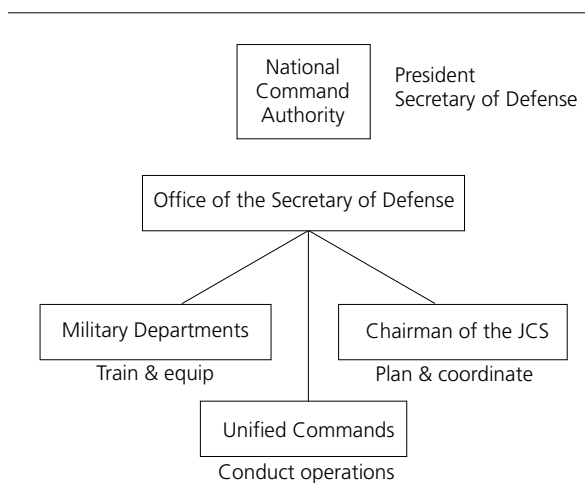 National
Command
Authority
President
Secretary of Defense
Office of the Secretary of Defense
Military Departments
Train & equip
Chairman of the JCS
Plan & coordinate
Unified Commands
Conduct operations